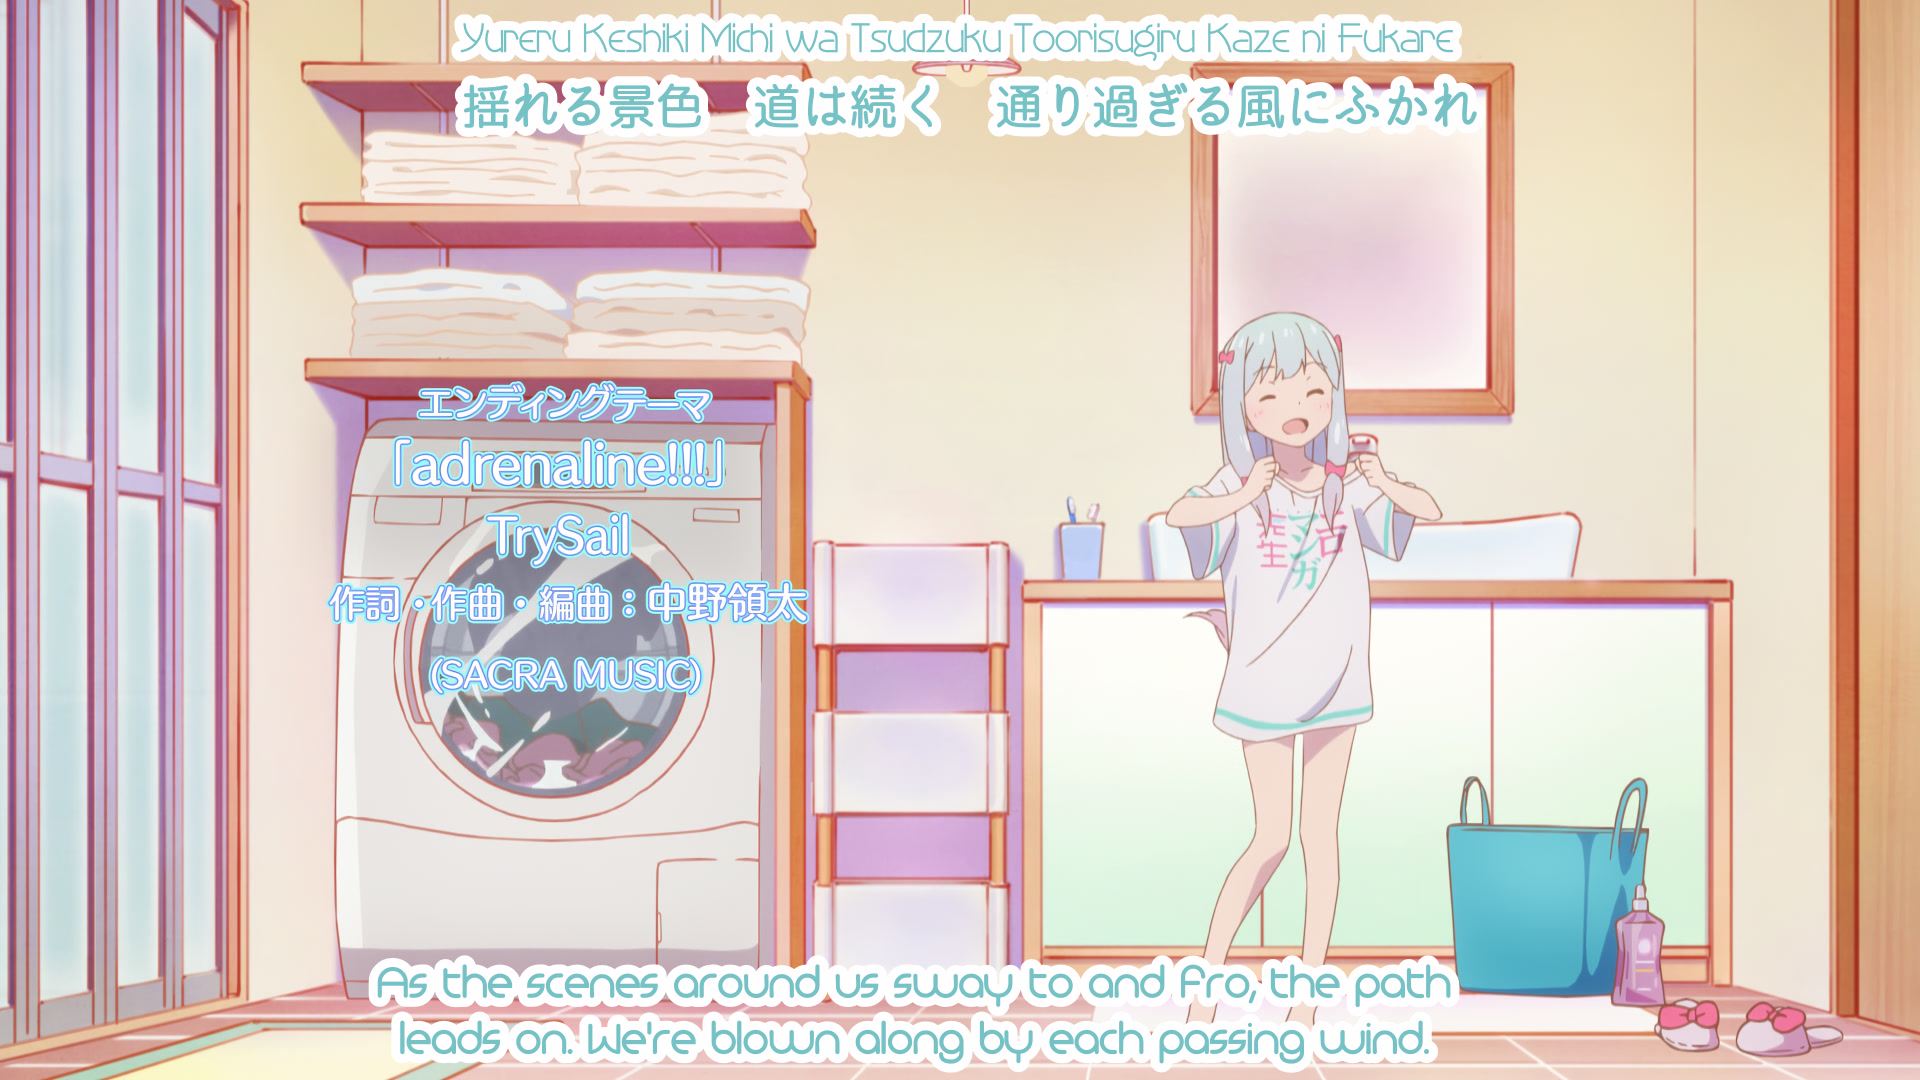 Yureru Keshiki Michi wa Tsudzuku Toorisugiru Kaze ni Fukare
揺れる景色　道は続く　通り過ぎる風にふかれ
エンディングテーマ
「adrenaline!!!」
TrySail
作詞・作曲・編曲：中野領太
(SACRA MUSIC)
As the scenes around us sway to and fro, the path
leads on. We're blown along by each passing wind.